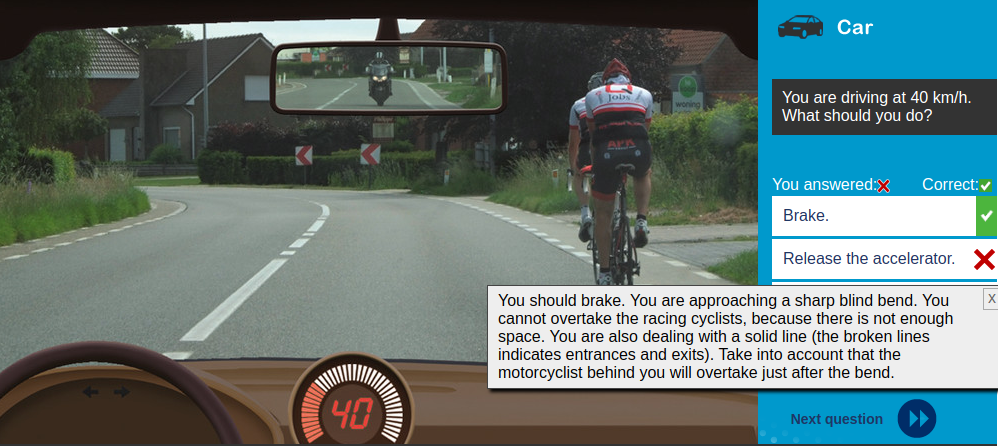 Car
You are driving at 40 km/h.
What should you do?
You answered:
Correct:
Brake.
Release the accelerator.
You should brake. You are approaching a sharp blind bend. You
cannot overtake the racing cyclists, because there is not enough
space. You are also dealing with a solid line (the broken lines
indicates entrances and exits). Take into account that the
motorcyclist behind you will overtake just after the bend.
X
Next question
Jobs
AFK
woning
40